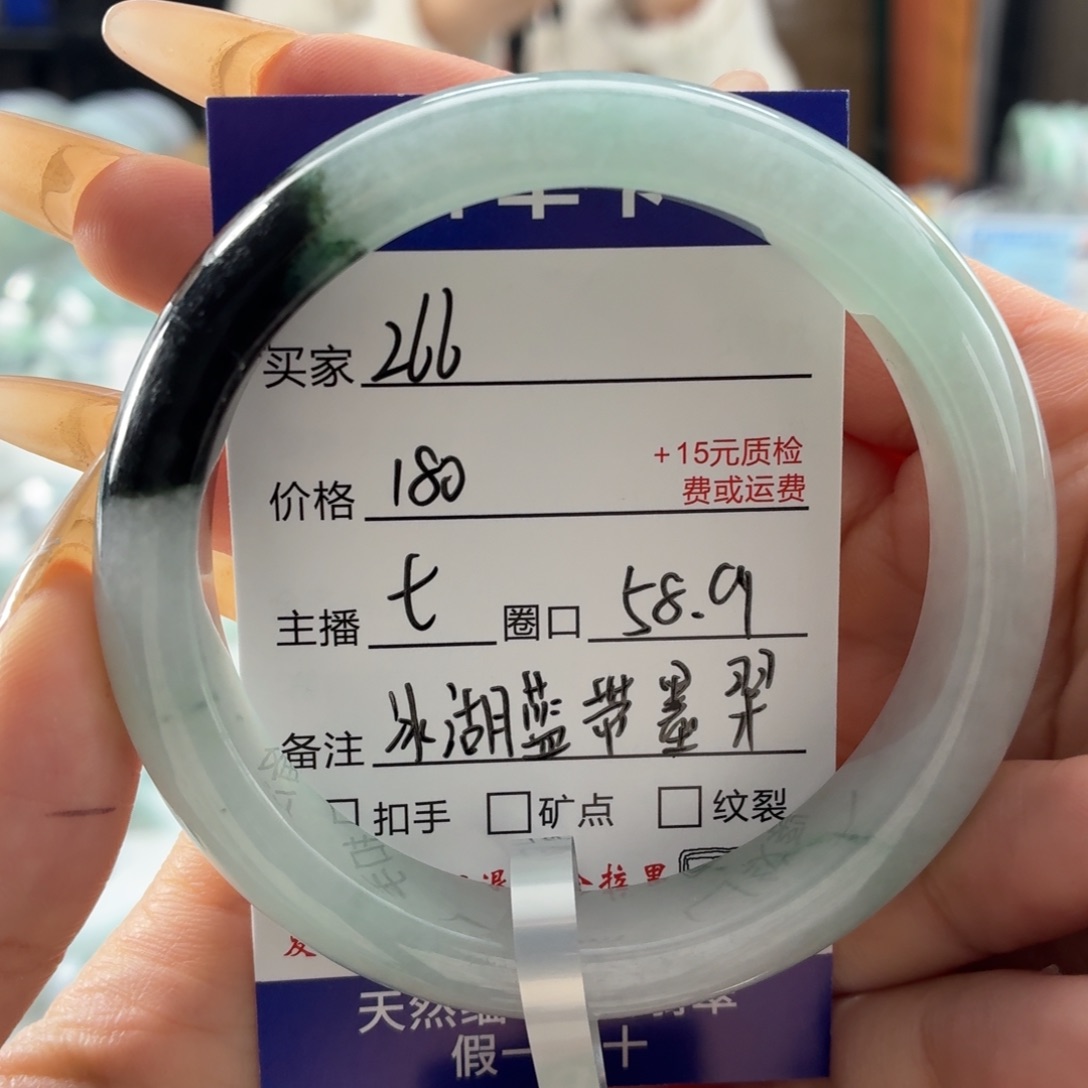 买家 266
价格 180 +15元质检
费或运费
主播 七 圈口 58.9
备注 冰湖蓝带墨翠
□扣手 □矿点 □纹裂
天然
假一 十